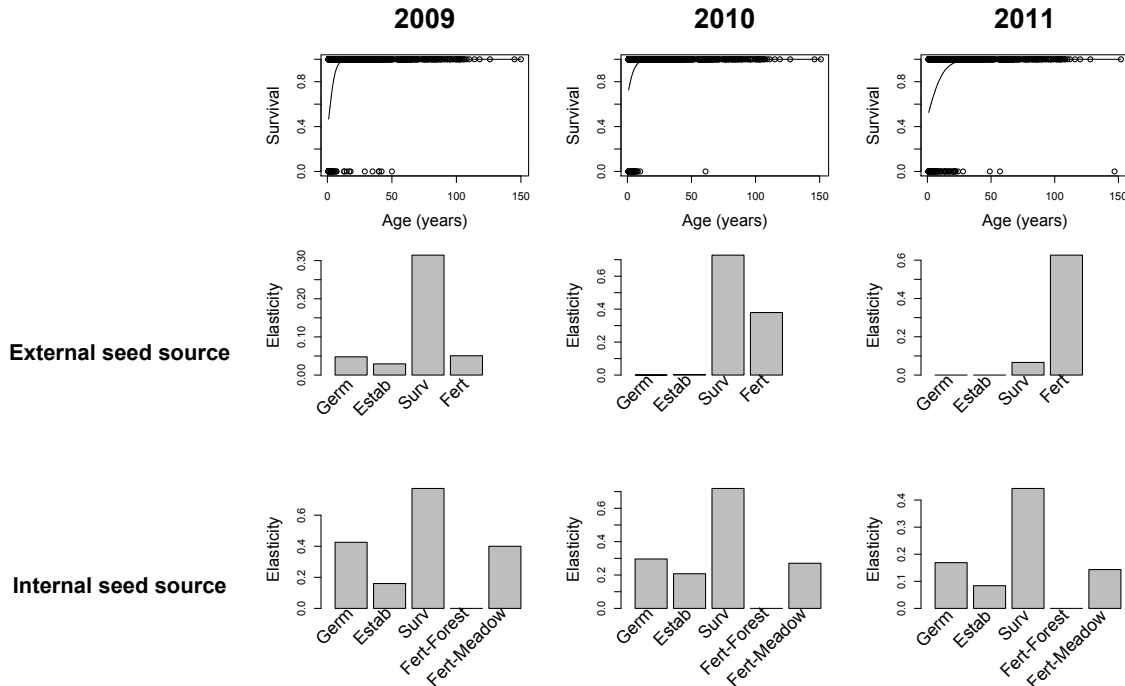 2009 2010 2011
Survival
0.0 0.4 0.8
0 50 100 150
Age (years)
Survival
0.0 0.4 0.8
0 50 100 150
Age (years)
Survival
0.0 0.4 0.8
0 50 100 150
Age (years)
External seed source
Elasticity
0.00 0.10 0.20 0.30
Germ Estab Surv Fert
Elasticity
0.0 0.2 0.4 0.6
Germ Estab Surv Fert
Elasticity
0.0 0.2 0.4 0.6
Germ Estab Surv Fert
Internal seed source
Elasticity
0.0 0.2 0.4 0.6
Germ Estab Surv Fert-Forest Fert-Meadow
Elasticity
0.0 0.2 0.4 0.6
Germ Estab Surv Fert-Forest Fert-Meadow
Elasticity
0.0 0.1 0.2 0.3 0.4
Germ Estab Surv Fert-Forest Fert-Meadow